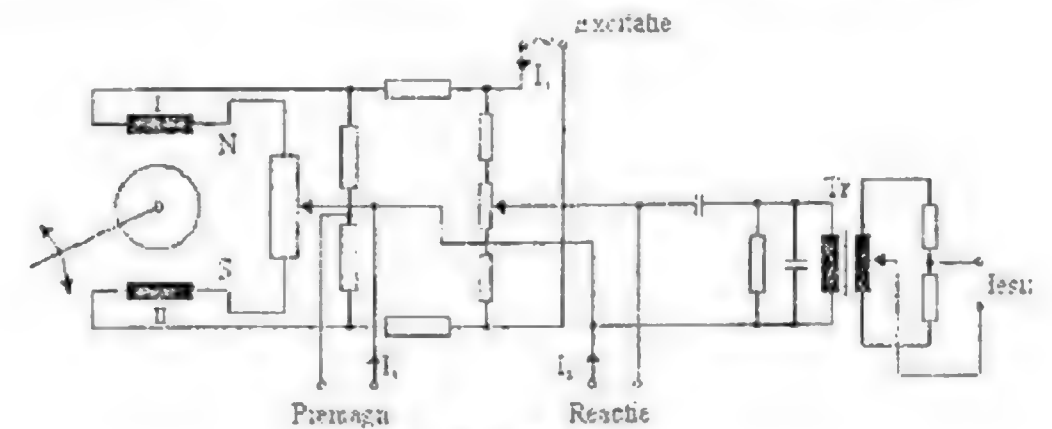 Excitatie
I₁
I
N
Tr
S
II
I₁
I₂
Premagn
Reactie